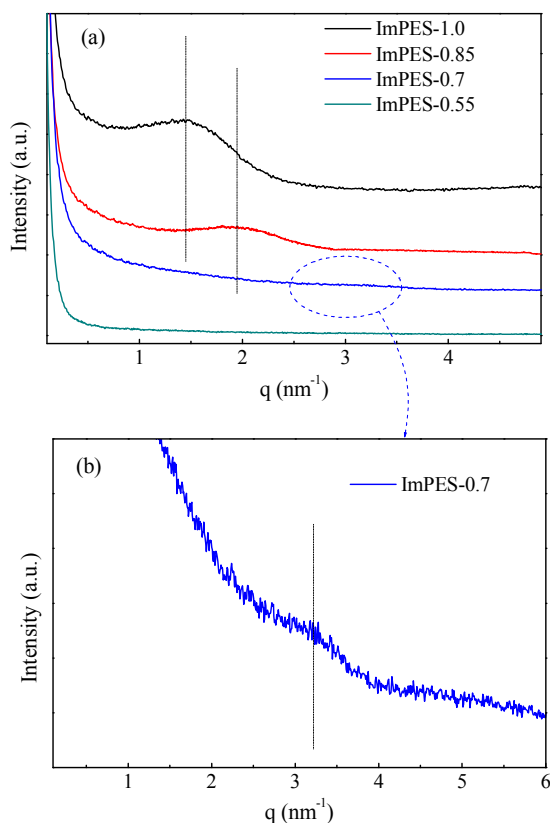 (a)
ImPES-1.0
ImPES-0.85
ImPES-0.7
ImPES-0.55
Intensity (a.u.)
1 2 3 4
q (nm⁻¹)
(b)
ImPES-0.7
Intensity (a.u.)
1 2 3 4 5 6
q (nm⁻¹)